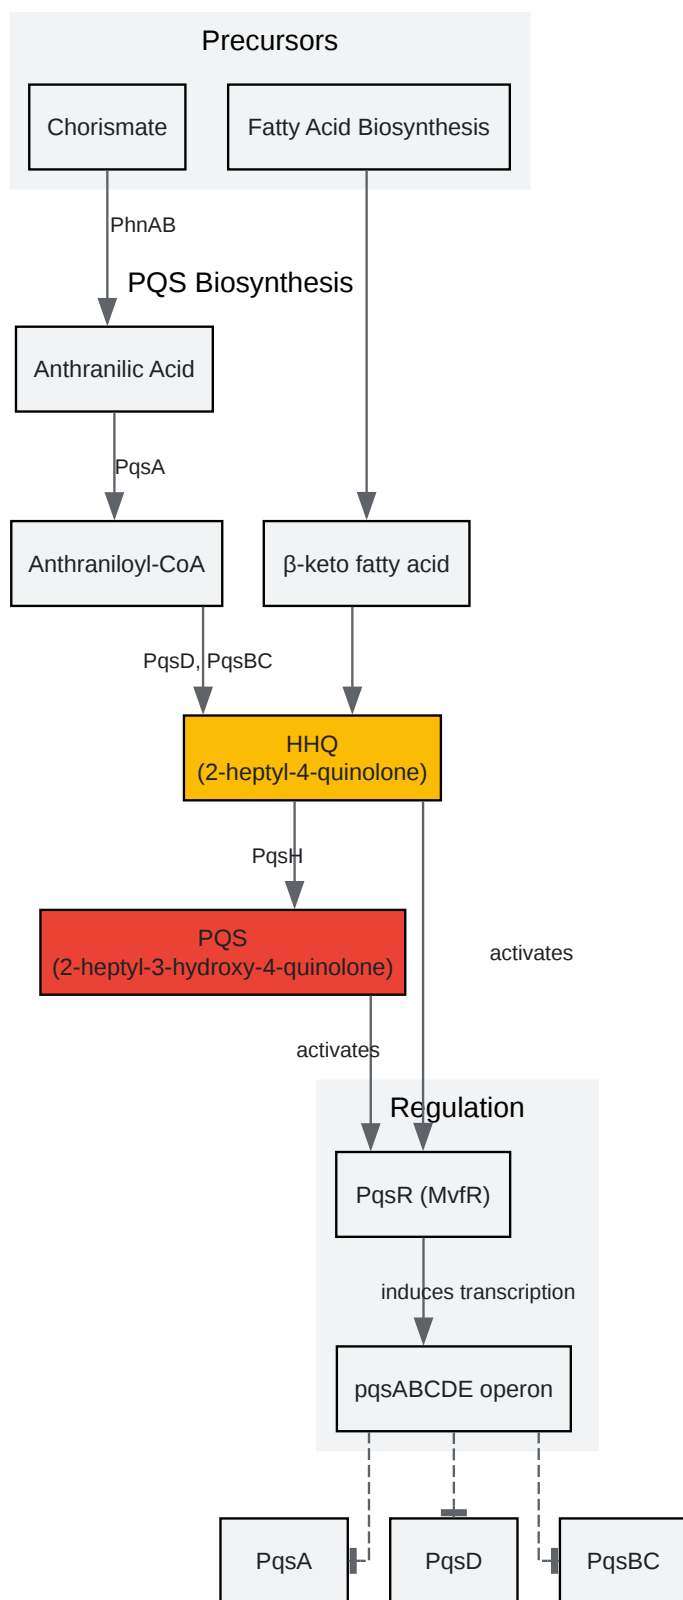 Precursors
Chorismate
Fatty Acid Biosynthesis
PhnAB
PQS Biosynthesis
Anthranilic Acid
PqsA
Anthraniloyl-CoA
β-keto fatty acid
PqsD, PqsBC
HHQ
(2-heptyl-4-quinolone)
PqsH
PQS
(2-heptyl-3-hydroxy-4-quinolone)
activates
activates
Regulation
PqsR (MvfR)
induces transcription
pqsABCDE operon
PqsA
PqsD
PqsBC